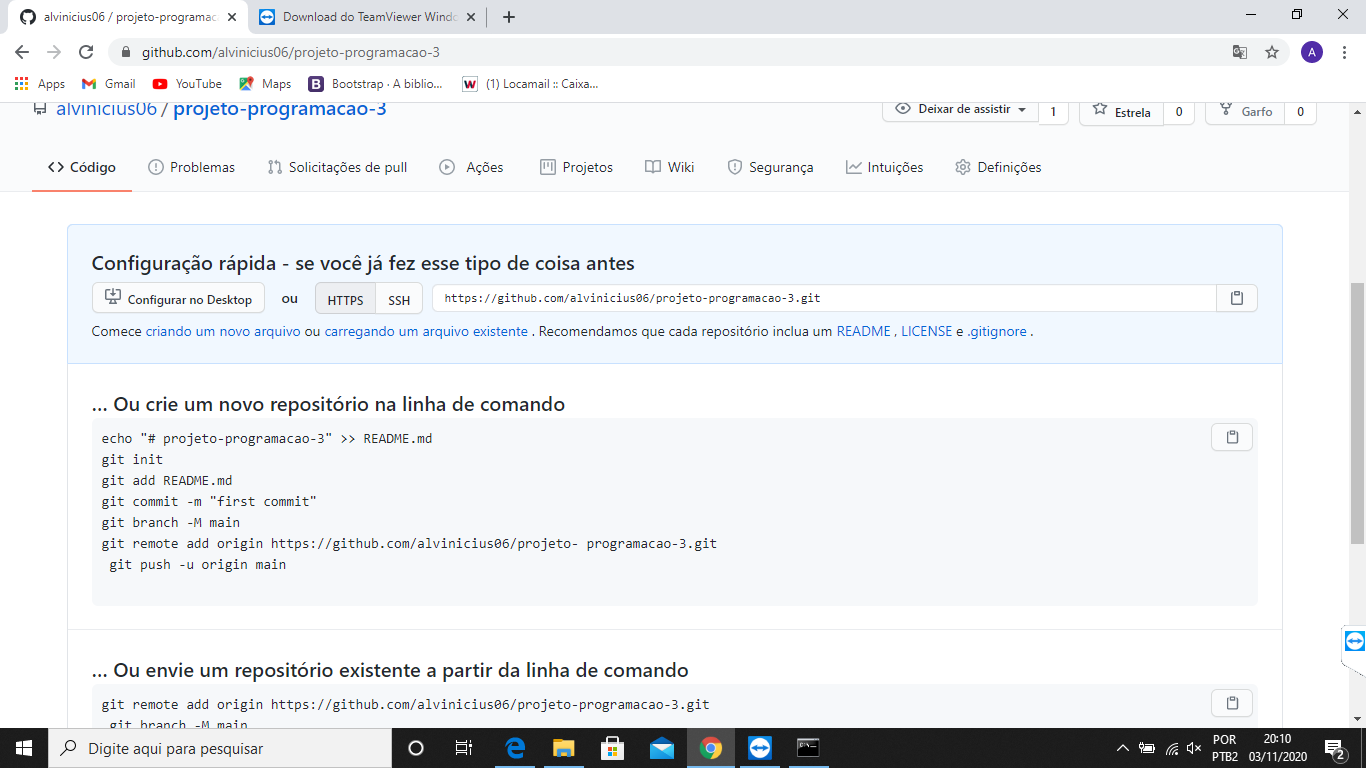 alvinicius06 / projeto-programac
Download do TeamViewer Windo
github.com/alvinicius06/projeto-programacao-3
A
Apps
Gmail
YouTube
Maps
B
Bootstrap · A biblio...
W
(1) Locamail :: Caixa...
alvinicius06 / projeto-programacao-3
Deixar de assistir
1
Estrela
0
Garfo
0
Código
Problemas
Solicitações de pull
Ações
Projetos
Wiki
Segurança
Intuições
Definições
Configuração rápida - se você já fez esse tipo de coisa antes
Configurar no Desktop
ou
HTTPS
SSH
https://github.com/alvinicius06/projeto-programacao-3.git
Comece criando um novo arquivo ou carregando um arquivo existente . Recomendamos que cada repositório inclua um README , LICENSE e .gitignore .
... Ou crie um novo repositório na linha de comando
echo "# projeto-programacao-3" >> README.md
git init
git add README.md
git commit -m "first commit"
git branch -M main
git remote add origin https://github.com/alvinicius06/projeto- programacao-3.git
git push -u origin main
... Ou envie um repositório existente a partir da linha de comando
git remote add origin https://github.com/alvinicius06/projeto-programacao-3.git
git branch -M main
Digite aqui para pesquisar
POR
PTB2
20:10
03/11/2020
2